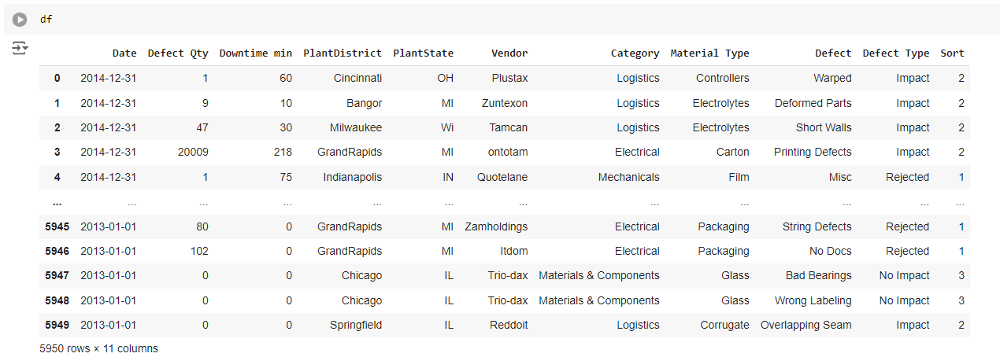 df
Date Defect Qty Downtime min PlantDistrict PlantState Vendor Category Material Type Defect Defect Type Sort
0 2014-12-31 1 60 Cincinnati OH Plustax Logistics Controllers Warped Impact 2
1 2014-12-31 9 10 Bangor MI Zuntexon Logistics Electrolytes Deformed Parts Impact 2
2 2014-12-31 47 30 Milwaukee Wi Tamcan Logistics Electrolytes Short Walls Impact 2
3 2014-12-31 20009 218 GrandRapids MI ontotam Electrical Carton Printing Defects Impact 2
4 2014-12-31 1 75 Indianapolis IN Quotelane Mechanicals Film Misc Rejected 1
... ... ... ... ... ... ... ... ... ... ... ...
5945 2013-01-01 80 0 GrandRapids MI Zamholdings Electrical Packaging String Defects Rejected 1
5946 2013-01-01 102 0 GrandRapids MI Itdom Electrical Packaging No Docs Rejected 1
5947 2013-01-01 0 0 Chicago IL Trio-dax Materials & Components Glass Bad Bearings No Impact 3
5948 2013-01-01 0 0 Chicago IL Trio-dax Materials & Components Glass Wrong Labeling No Impact 3
5949 2013-01-01 0 0 Springfield IL Reddoit Logistics Corrugate Overlapping Seam Impact 2
5950 rows × 11 columns